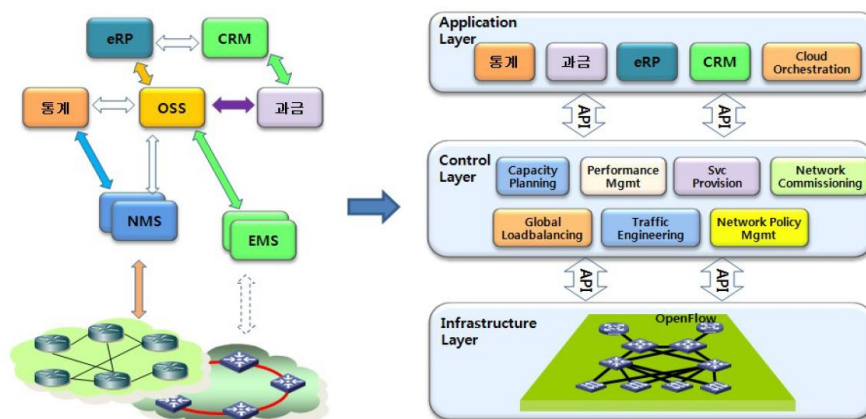 eRP
CRM
통계
OSS
과금
NMS
EMS
Application
Layer
통계
과금
eRP
CRM
Cloud
Orchestration
API
API
Control
Layer
Capacity
Planning
Performance
Mgmt
Svc
Provision
Network
Commissioning
Global
Loadbalancing
Traffic
Engineering
Network Policy
Mgmt
API
API
Infrastructure
Layer
OpenFlow